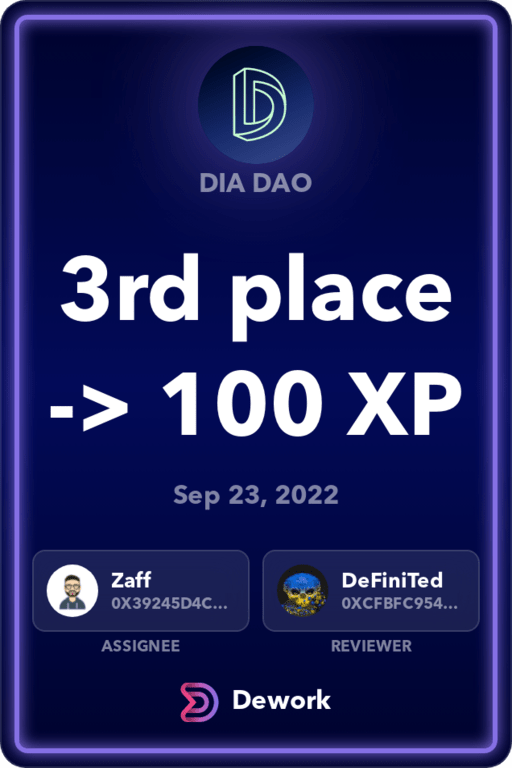 DIA DAO
3rd place
-> 100 XP
Sep 23, 2022
Zaff
0X39245D4C...
ASSIGNEE
DeFiniTed
0XCFBFC954...
REVIEWER
Dework